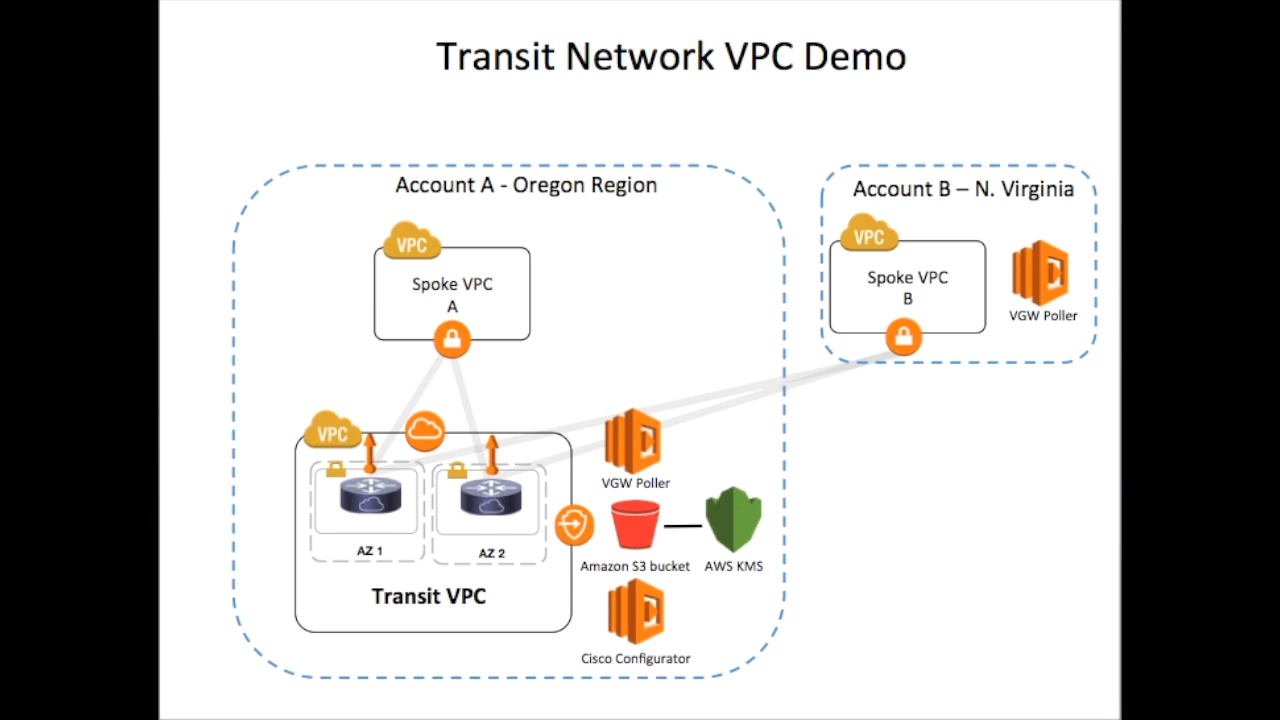 Transit Network VPC Demo
Account A - Oregon Region
VPC
Spoke VPC
A
Account B – N. Virginia
VPC
Spoke VPC
B
VGW Poller
VPC
AZ 1
AZ 2
Transit VPC
VGW Poller
Amazon S3 bucket
AWS KMS
Cisco Configurator